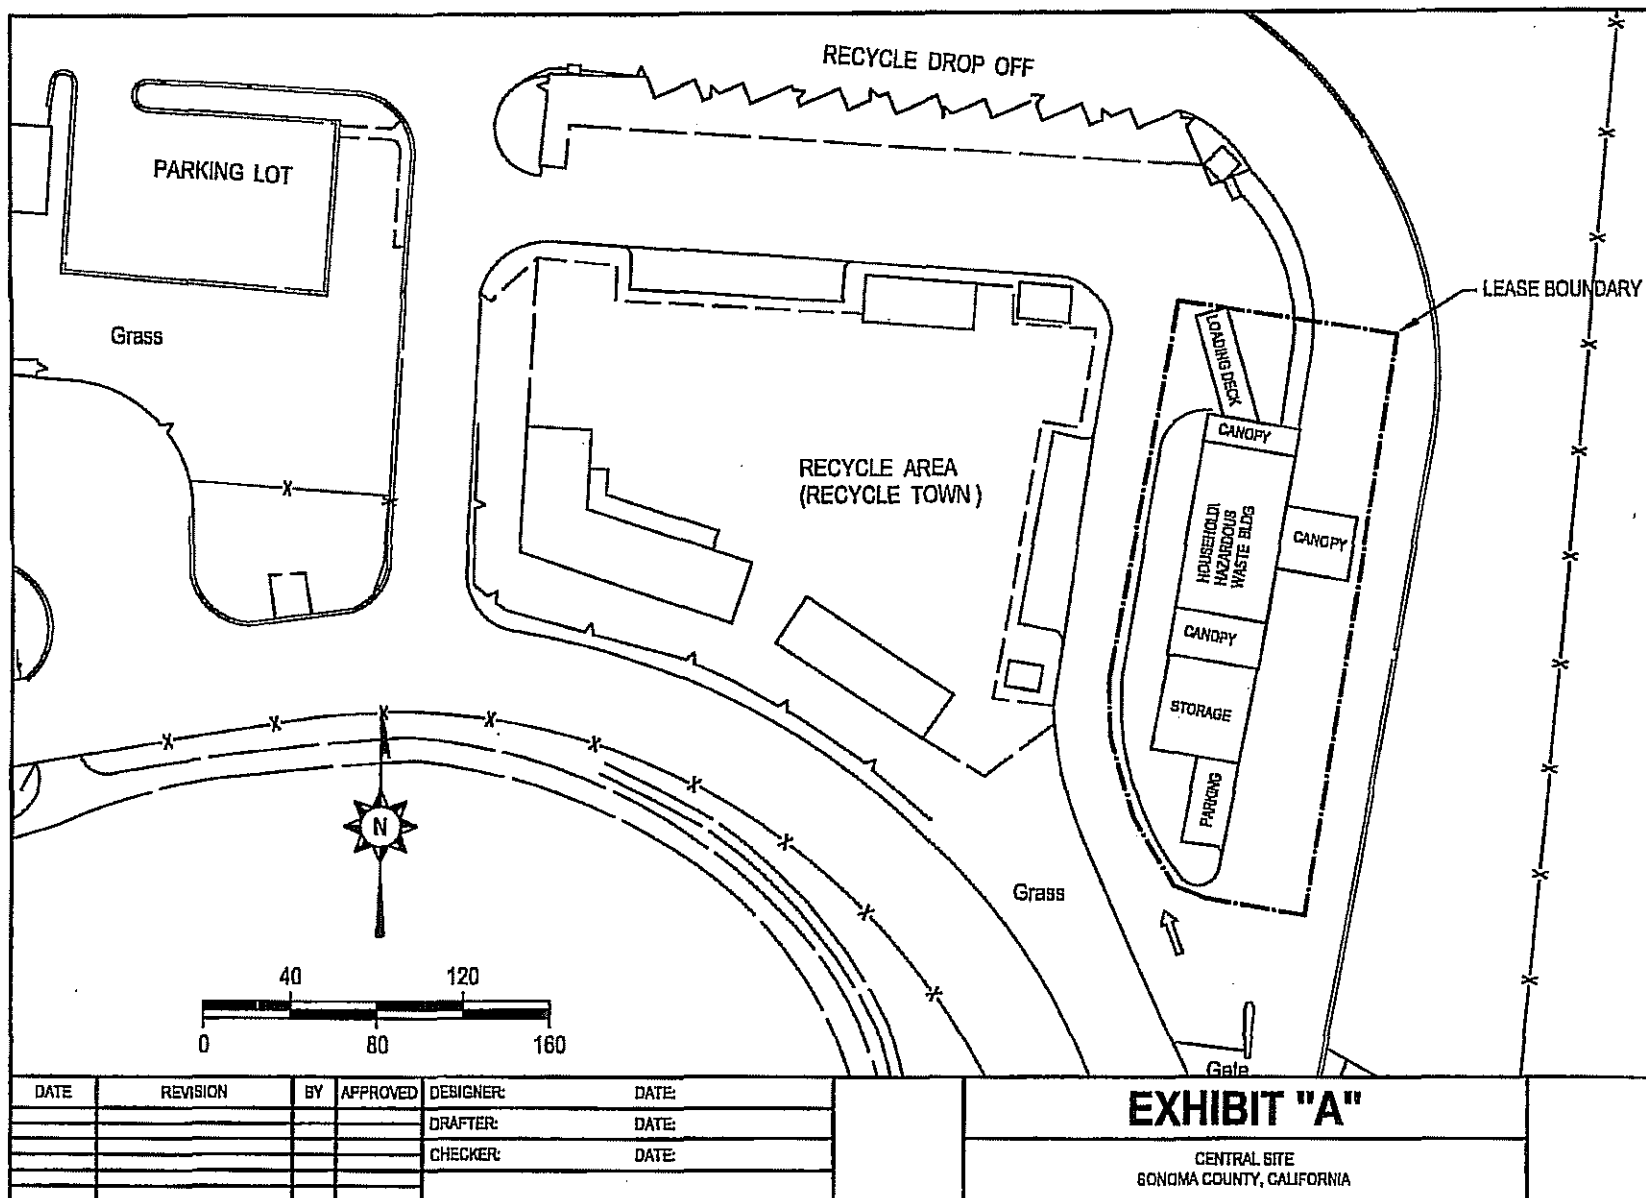 RECYCLE DROP OFF
PARKING LOT
LEASE BOUNDARY
Grass
LOADING DECK
CANOPY
RECYCLE AREA
(RECYCLE TOWN)
HOUSEHOLD
HAZARDOUS
WASTE BLDG
CANOPY
CANOPY
STORAGE
PARKING
N
Grass
40 120
0 80 160
Gate
DATE REVISION BY APPROVED DESIGNER: DATE:
DRAFTER: DATE:
CHECKER: DATE:
EXHIBIT "A"
CENTRAL SITE
SONOMA COUNTY, CALIFORNIA